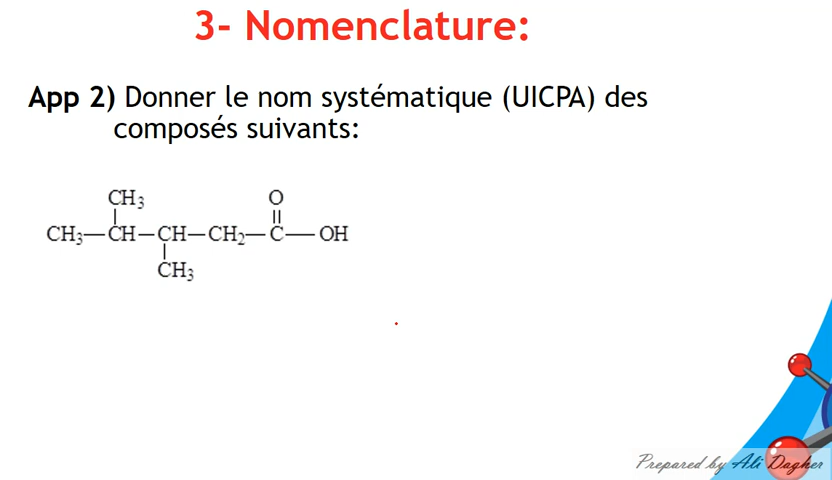 3- Nomenclature:
App 2) Donner le nom systématique (UICPA) des
composés suivants:
CH3 O
CH3—CH—CH—CH2—C—OH
CH3
Prepared by Ali Dagher